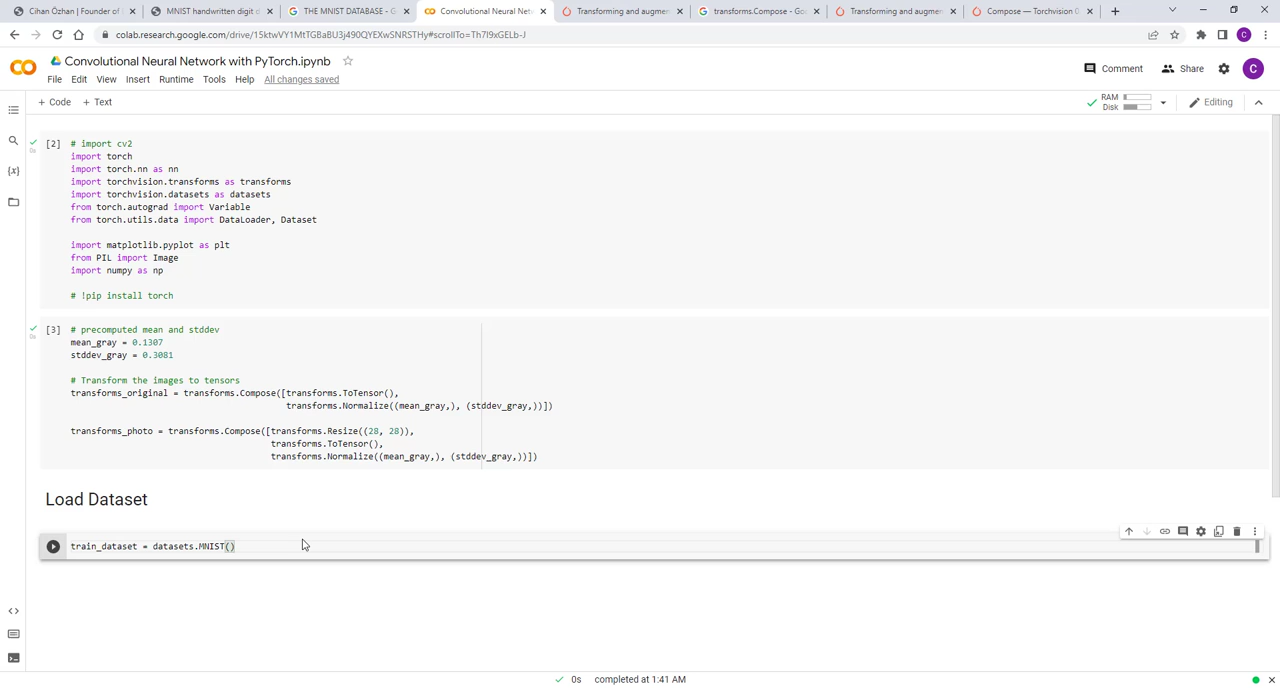 Cihan Özhan | Founder of
MNIST handwritten digit d
THE MNIST DATABASE - G
Convolutional Neural Netw
Transforming and augmen
transforms.Compose - Goo
Transforming and augmen
Compose — Torchvision 0
colab.research.google.com/drive/15ktwVY1MtTGBaBU3j490QYEXwSNRSTHy#scrollTo=Th7I9xGELb-J
C
Convolutional Neural Network with PyTorch.ipynb
File Edit View Insert Runtime Tools Help All changes saved
Comment Share C
+ Code + Text
RAM
Disk
Editing
[2] # import cv2
import torch
import torch.nn as nn
import torchvision.transforms as transforms
import torchvision.datasets as datasets
from torch.autograd import Variable
from torch.utils.data import DataLoader, Dataset
import matplotlib.pyplot as plt
from PIL import Image
import numpy as np
# !pip install torch
0s
[3] # precomputed mean and stddev
mean_gray = 0.1307
stddev_gray = 0.3081
# Transform the images to tensors
transforms_original = transforms.Compose([transforms.ToTensor(),
transforms.Normalize((mean_gray,), (stddev_gray,))])
transforms_photo = transforms.Compose([transforms.Resize((28, 28)),
transforms.ToTensor(),
transforms.Normalize((mean_gray,), (stddev_gray,))])
0s
Load Dataset
train_dataset = datasets.MNIST()
0s completed at 1:41 AM